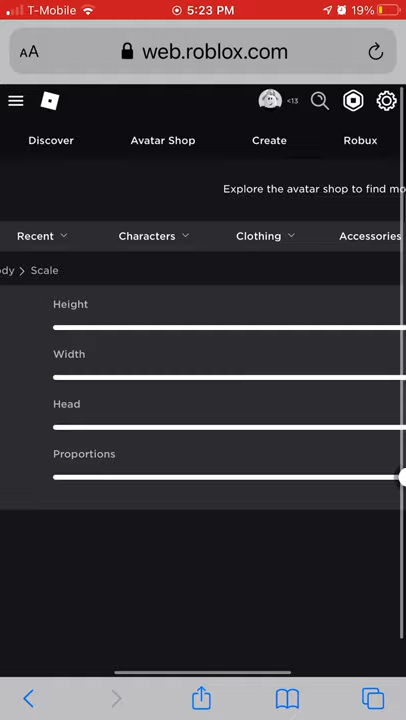 T-Mobile 5:23 PM 19%
AA web.roblox.com
<13
Discover Avatar Shop Create Robux
Explore the avatar shop to find mo
Recent Characters Clothing Accessories
ody > Scale
Height
Width
Head
Proportions